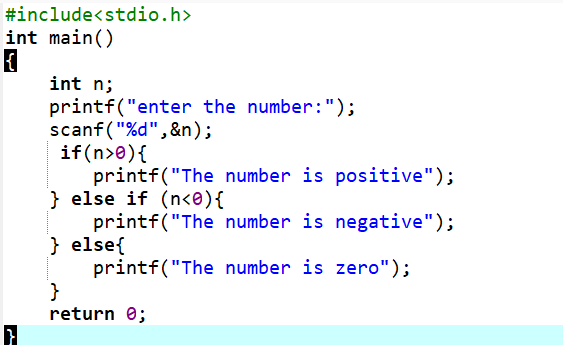 #include<stdio.h>
int main()
{
    int n;
    printf("enter the number:");
    scanf("%d",&n);
     if(n>0){
        printf("The number is positive");
    } else if (n<0){
        printf("The number is negative");
    } else{
        printf("The number is zero");
    }
    return 0;
}